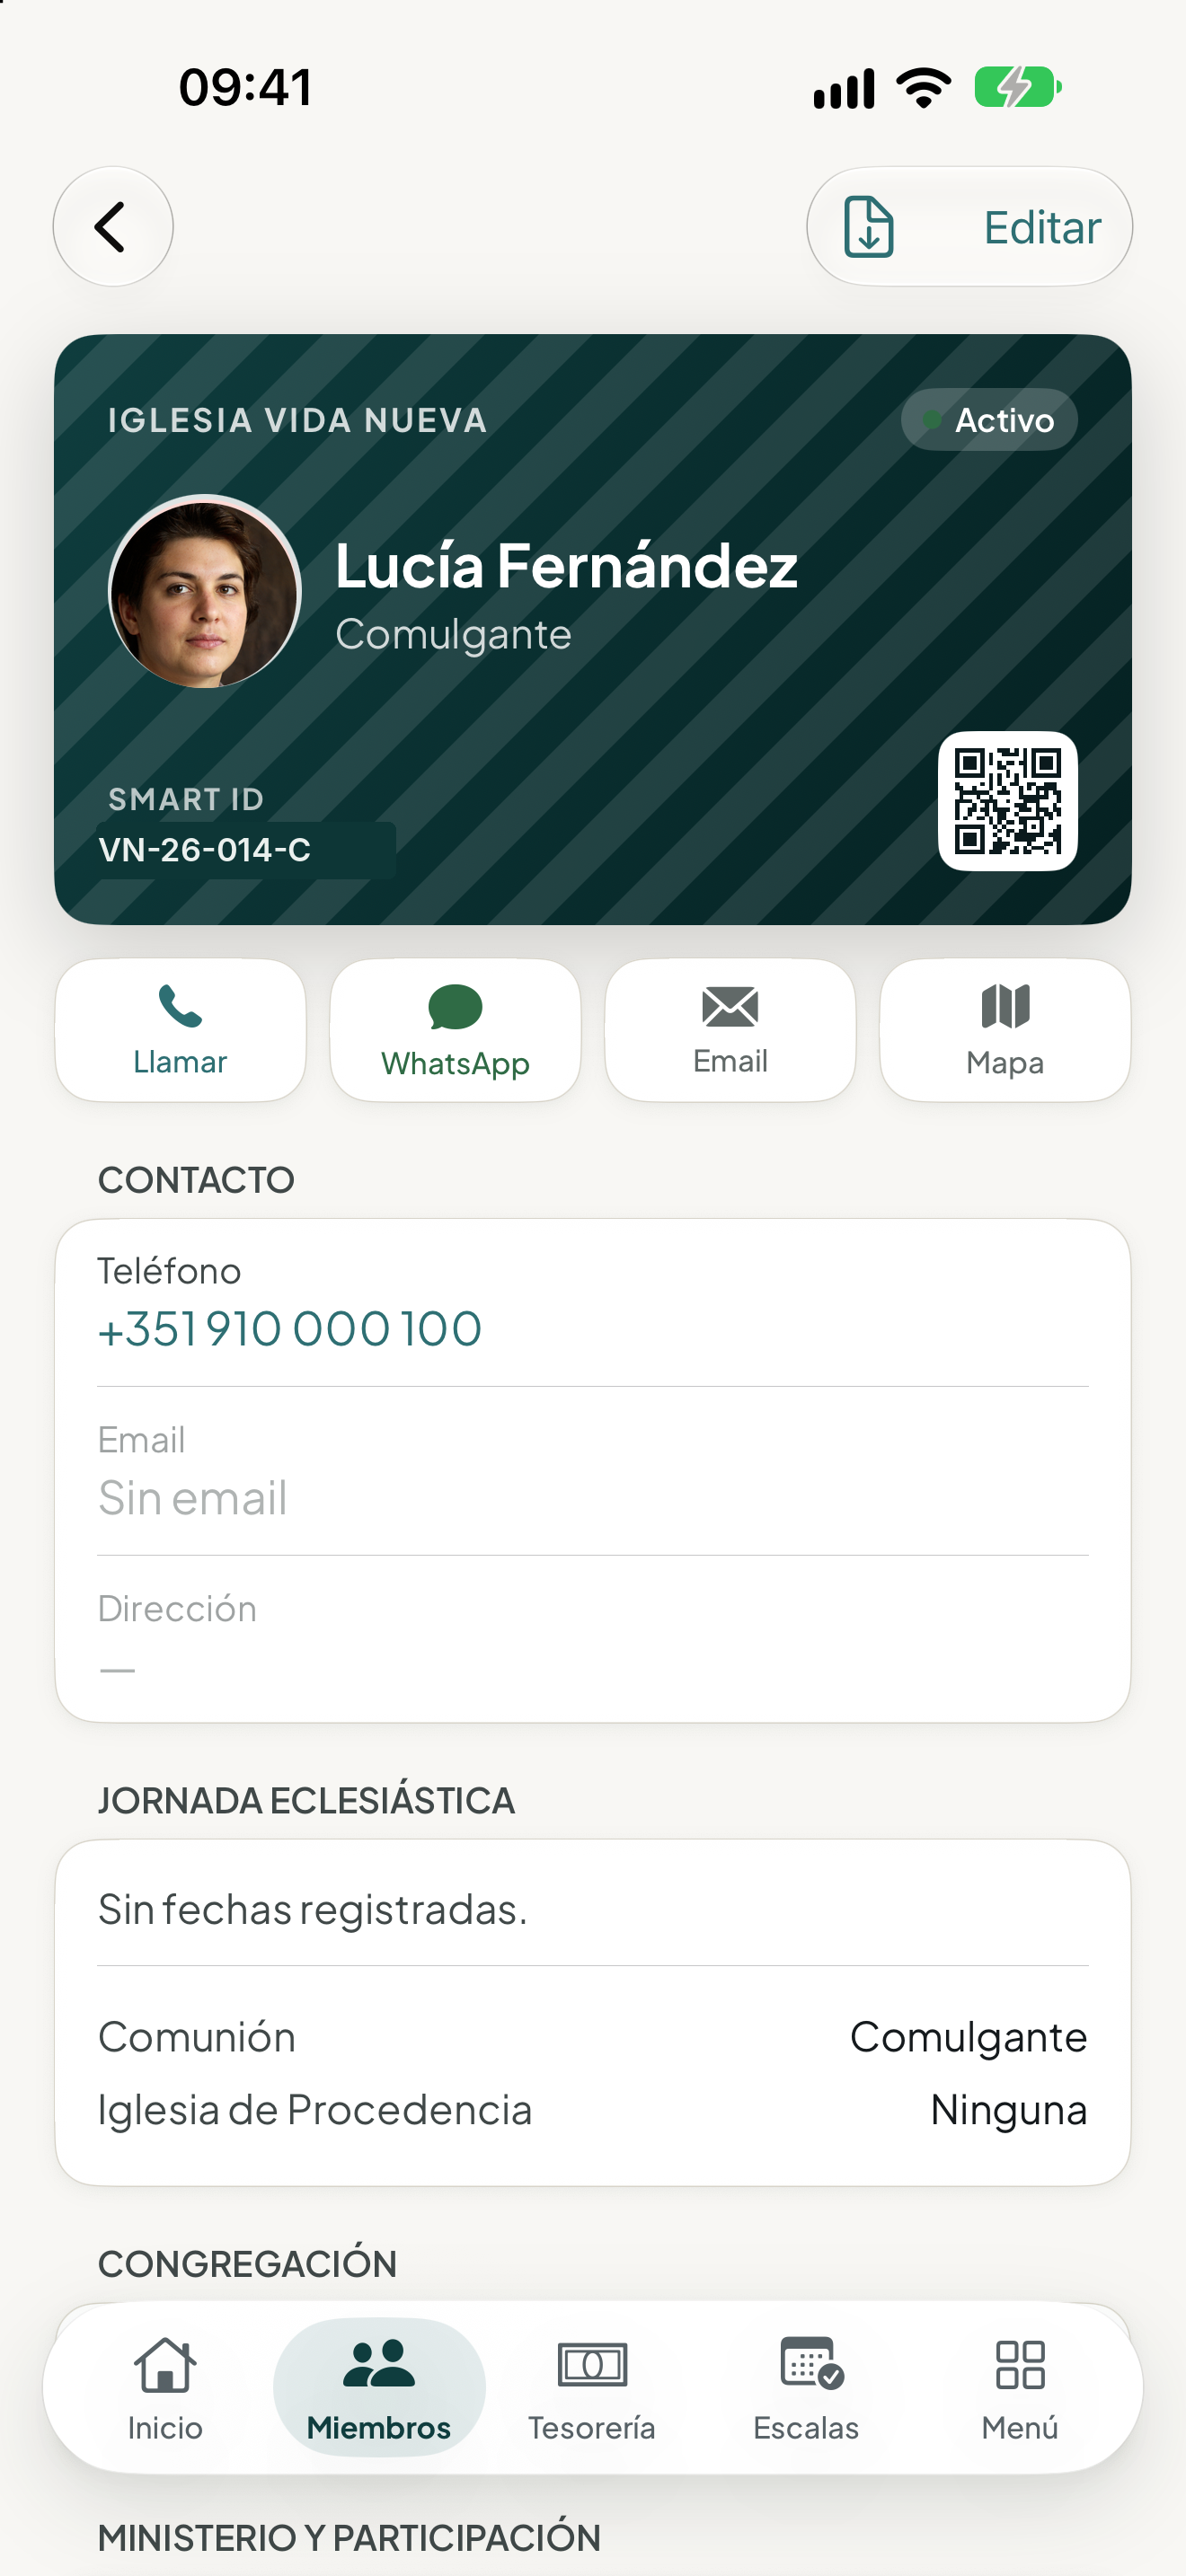 09:41
Editar
IGLESIA VIDA NUEVA
Activo
Lucía Fernández
Comulgante
SMART ID
VN-26-014-C
Llamar
WhatsApp
Email
Mapa
CONTACTO
Teléfono
+351 910 000 100
Email
Sin email
Dirección
—
JORNADA ECLESIÁSTICA
Sin fechas registradas.
Comunión Comulgante
Iglesia de Procedencia Ninguna
CONGREGACIÓN
Inicio
Miembros
Tesorería
Escalas
Menú
MINISTERIO Y PARTICIPACIÓN